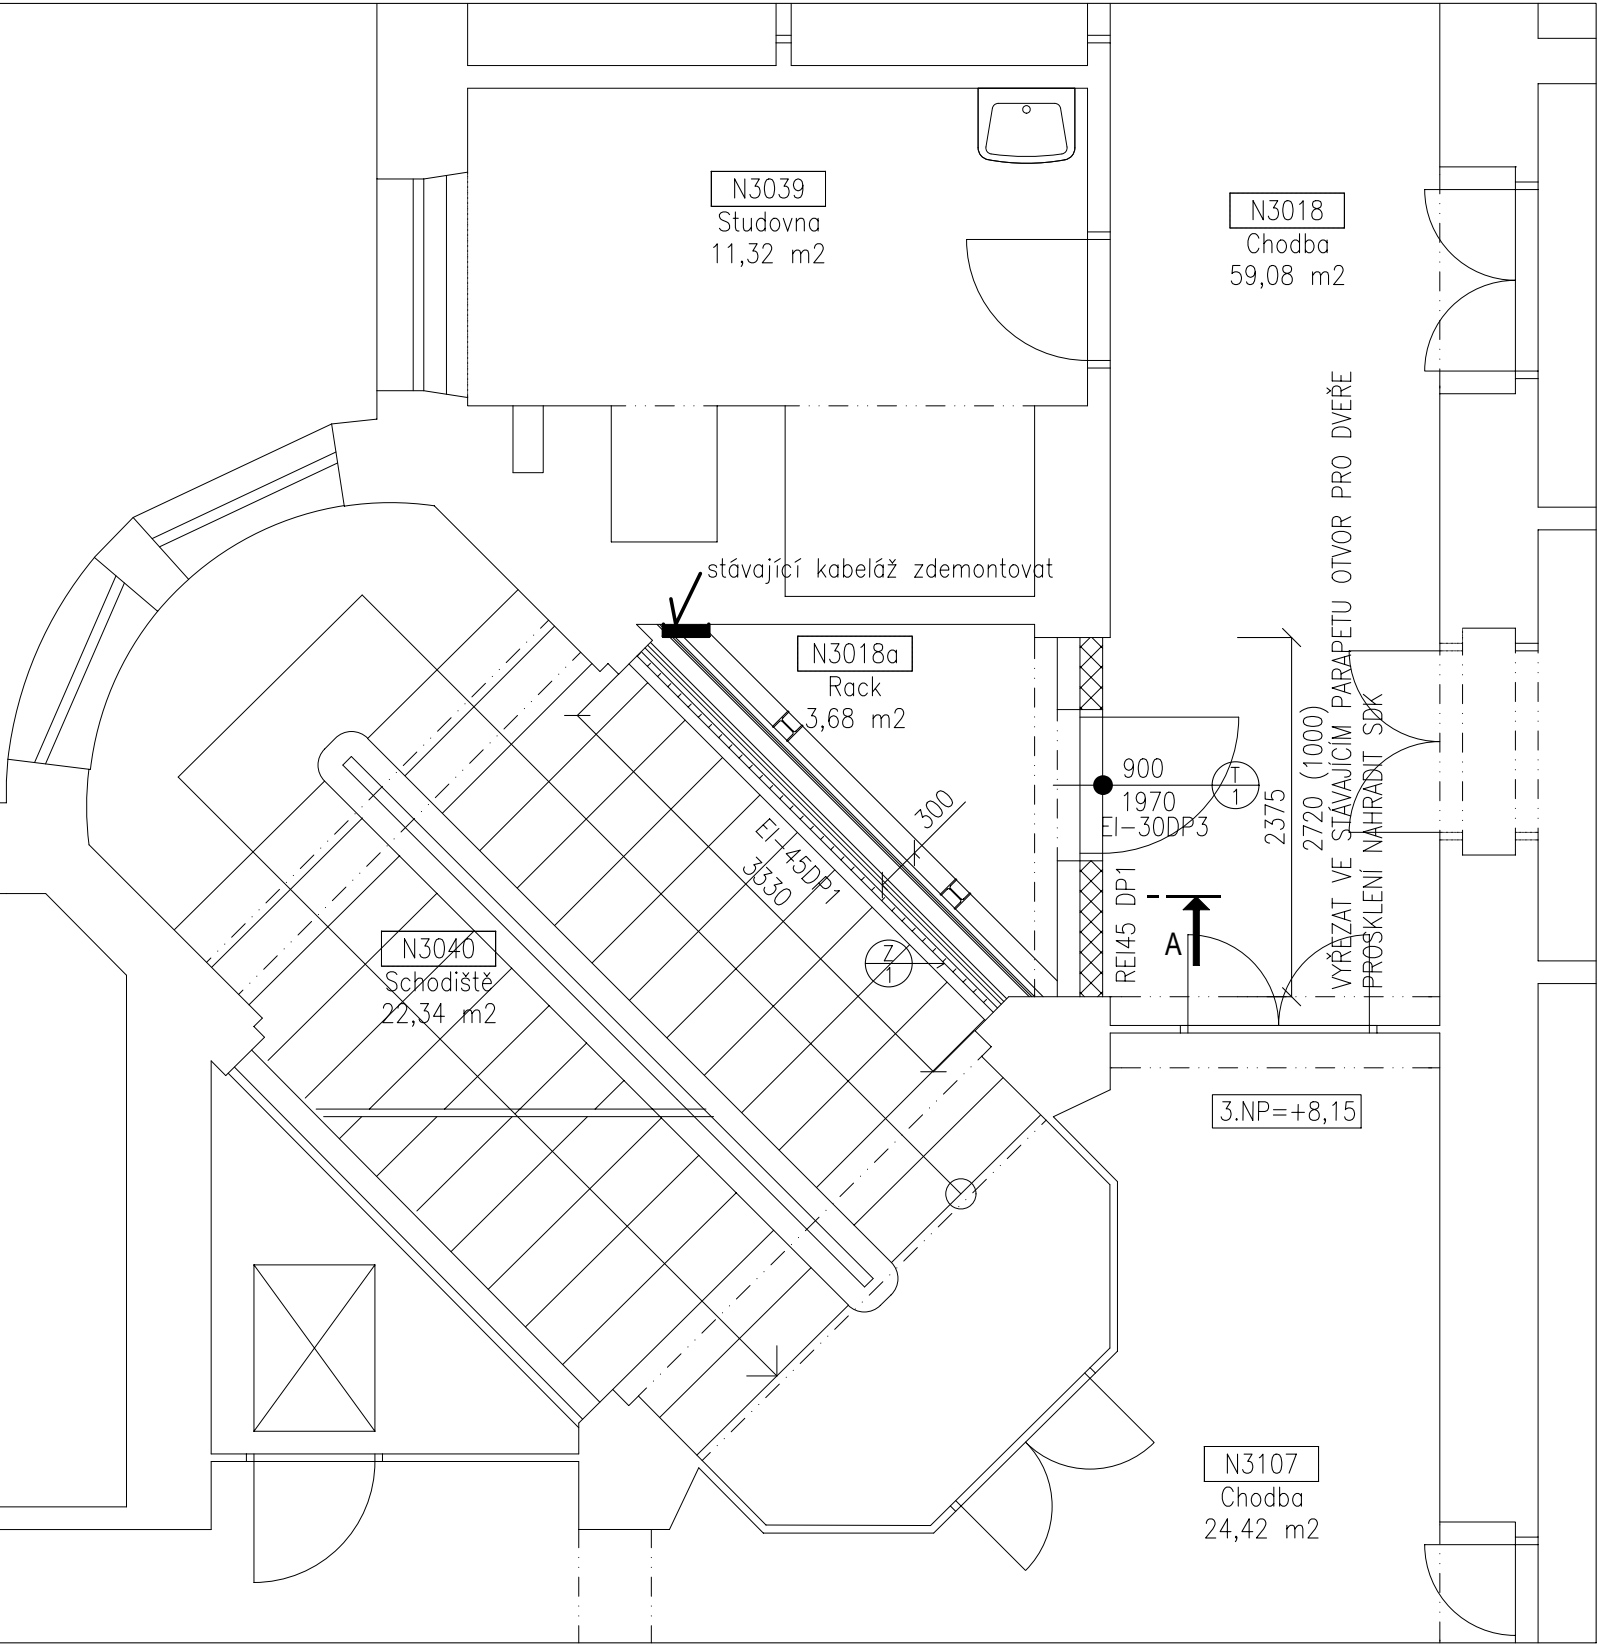 N3039
Studovna
11,32 m2
N3018
Chodba
59,08 m2
stávající kabeláž zdemontovat
N3018a
Rack
3,68 m2
300
EI-45DP1
3330
Z
1
900
1970
EI-30DP3
T
1
REI45 DP1
2375
2720 (1000)
VYŘEZAT VE STÁVAJÍCÍM PARAPETU OTVOR PRO DVEŘE
PROSKLENÍ NAHRADIT SDK
A
N3040
Schodiště
22,34 m2
3.NP=+8,15
N3107
Chodba
24,42 m2